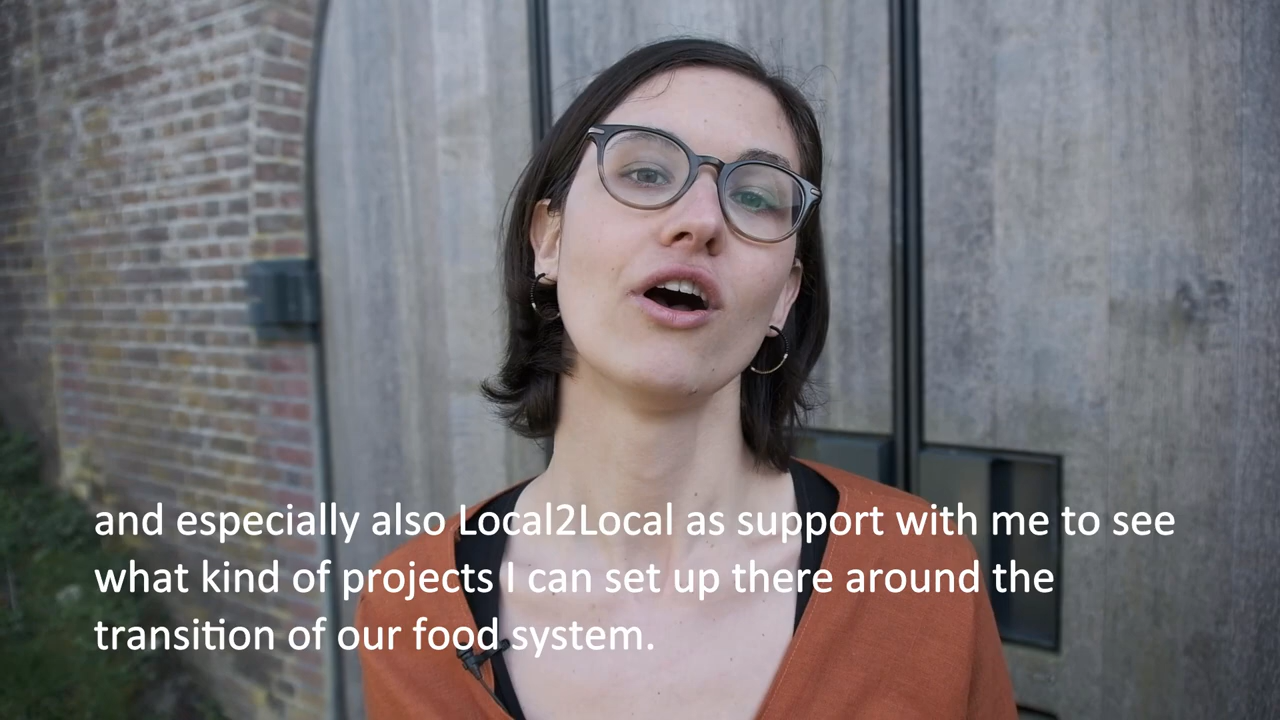 and especially also Local2Local as support with me to see
what kind of projects I can set up there around the
transition of our food system.